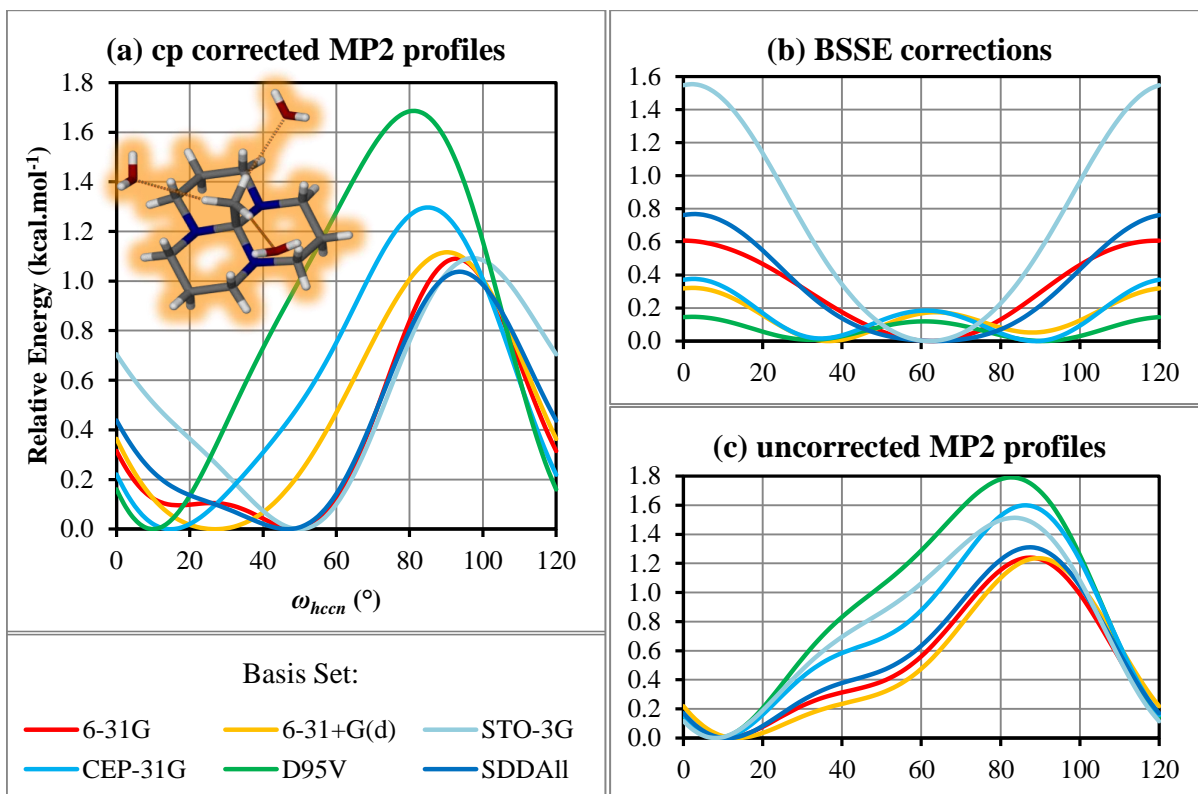 (a) cp corrected MP2 profiles
Relative Energy (kcal.mol-1)
1.8
1.6
1.4
1.2
1.0
0.8
0.6
0.4
0.2
0.0
0 20 40 60 80 100 120
ωhccn (°)
(b) BSSE corrections
1.6
1.4
1.2
1.0
0.8
0.6
0.4
0.2
0.0
0 20 40 60 80 100 120
(c) uncorrected MP2 profiles
1.8
1.6
1.4
1.2
1.0
0.8
0.6
0.4
0.2
0.0
0 20 40 60 80 100 120
Basis Set:
6-31G 6-31+G(d) STO-3G
CEP-31G D95V SDDAll